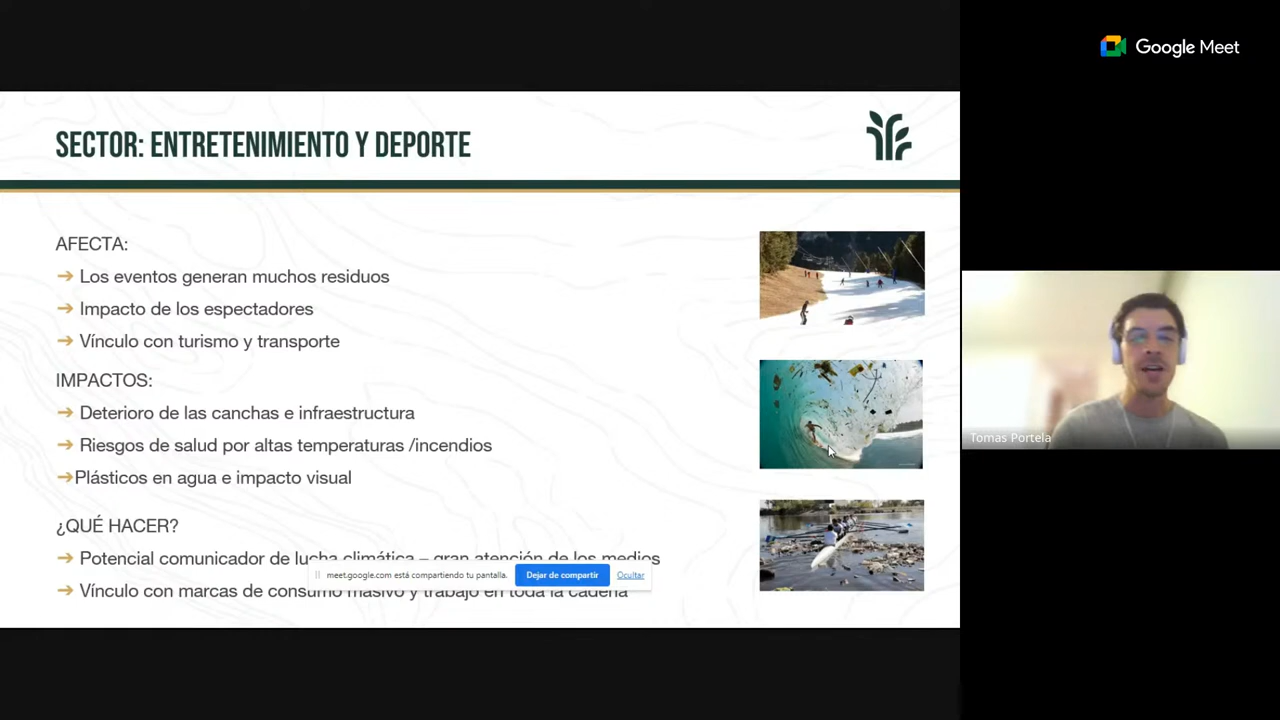 Google Meet
SECTOR: ENTRETENIMIENTO Y DEPORTE
AFECTA:
→ Los eventos generan muchos residuos
→ Impacto de los espectadores
→ Vínculo con turismo y transporte
IMPACTOS:
→ Deterioro de las canchas e infraestructura
→ Riesgos de salud por altas temperaturas /incendios
→Plásticos en agua e impacto visual
¿QUÉ HACER?
→ Potencial comunicador de lucha climática – gran atención de los medios
meet.google.com está compartiendo tu pantalla. Dejar de compartir Ocultar
→ Vínculo con marcas de consumo masivo y trabajo en toda la cadena
Tomas Portela